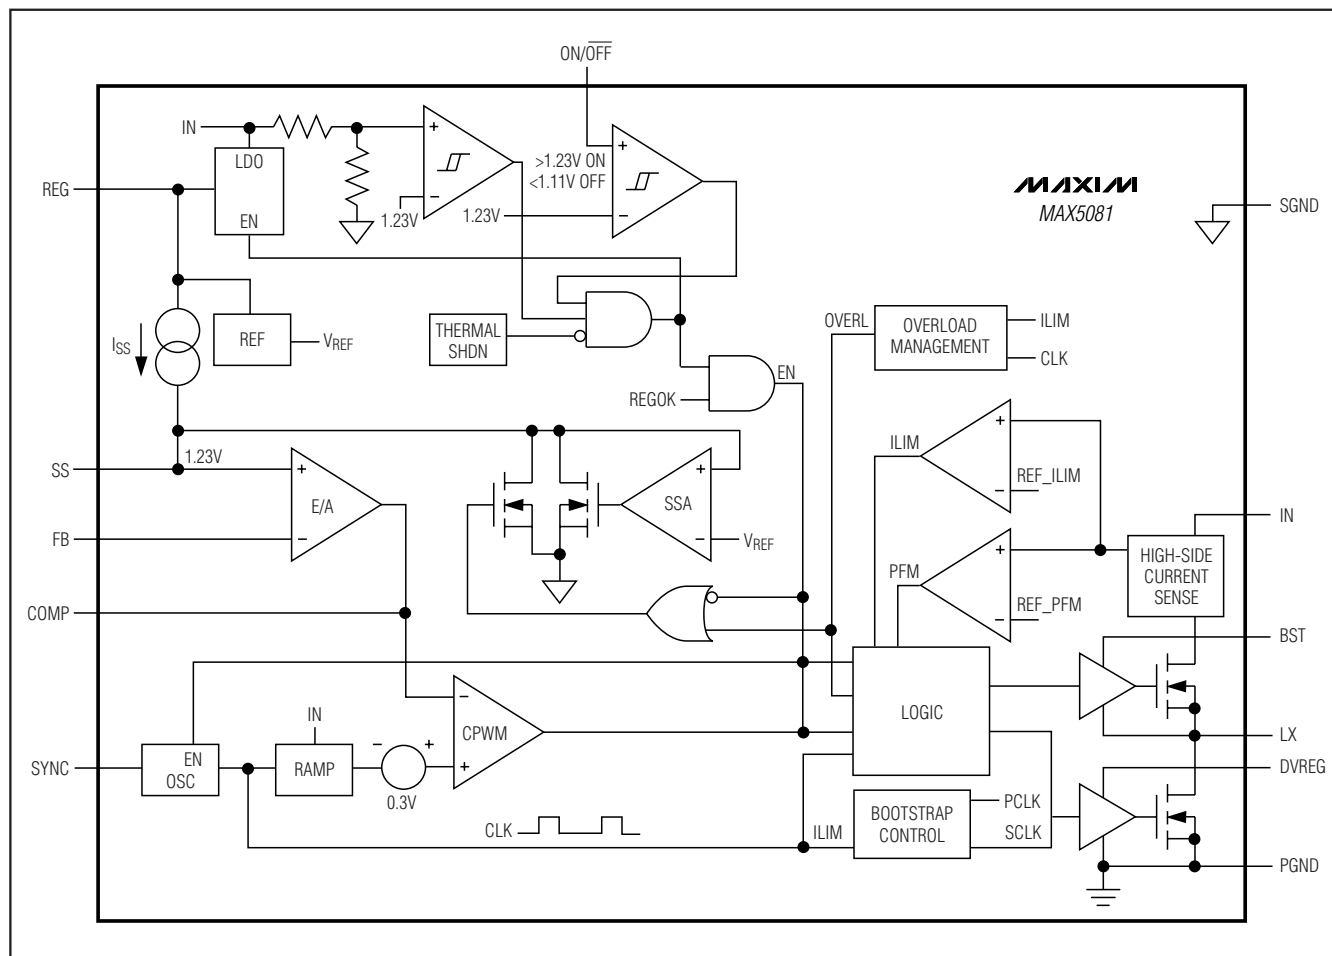 ON/OFF
IN
LDO
REG
EN
+
−
1.23V
+
>1.23V ON
<1.11V OFF
1.23V
−
MAXIM
MAX5081
SGND
ISS
REF
VREF
THERMAL
SHDN
REGOK
EN
OVERL
OVERLOAD
MANAGEMENT
ILIM
CLK
SS
1.23V
+
E/A
−
FB
+
SSA
−
VREF
ILIM
+
REF_ILIM
−
PFM
+
REF_PFM
−
IN
HIGH-SIDE
CURRENT
SENSE
COMP
BST
LOGIC
LX
−
CPWM
+
SYNC
EN
OSC
IN
RAMP
−
+
0.3V
DVREG
CLK
ILIM
BOOTSTRAP
CONTROL
PCLK
SCLK
PGND